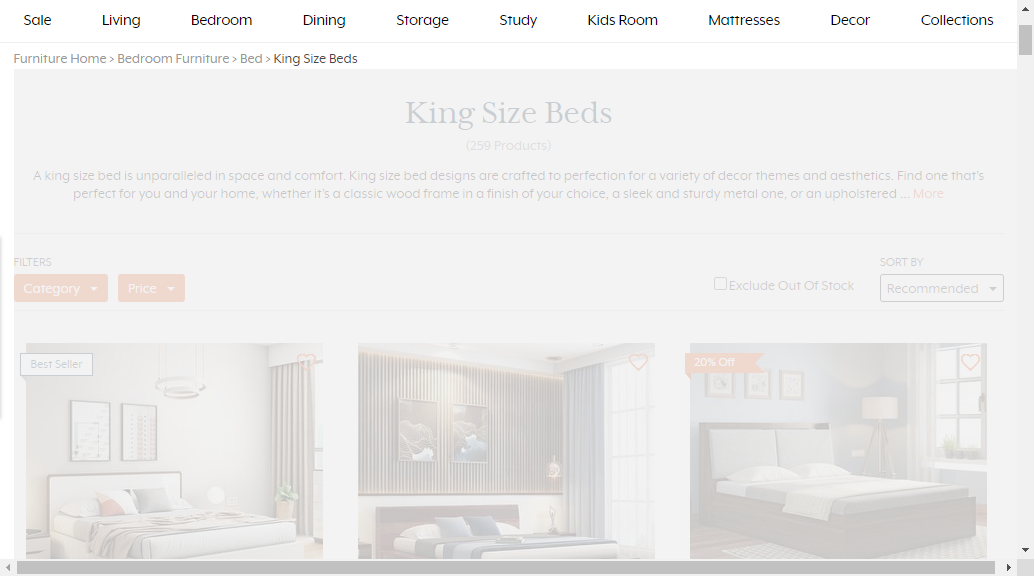 Sale Living Bedroom Dining Storage Study Kids Room Mattresses Decor Collections
Furniture Home > Bedroom Furniture > Bed > King Size Beds
King Size Beds
(259 Products)
A king size bed is unparalleled in space and comfort. King size bed designs are crafted to perfection for a variety of decor themes and aesthetics. Find one that's
perfect for you and your home, whether it's a classic wood frame in a finish of your choice, a sleek and sturdy metal one, or an upholstered ... More
FILTERS
SORT BY
Category Price
Exclude Out Of Stock
Recommended
Best Seller
20% Off